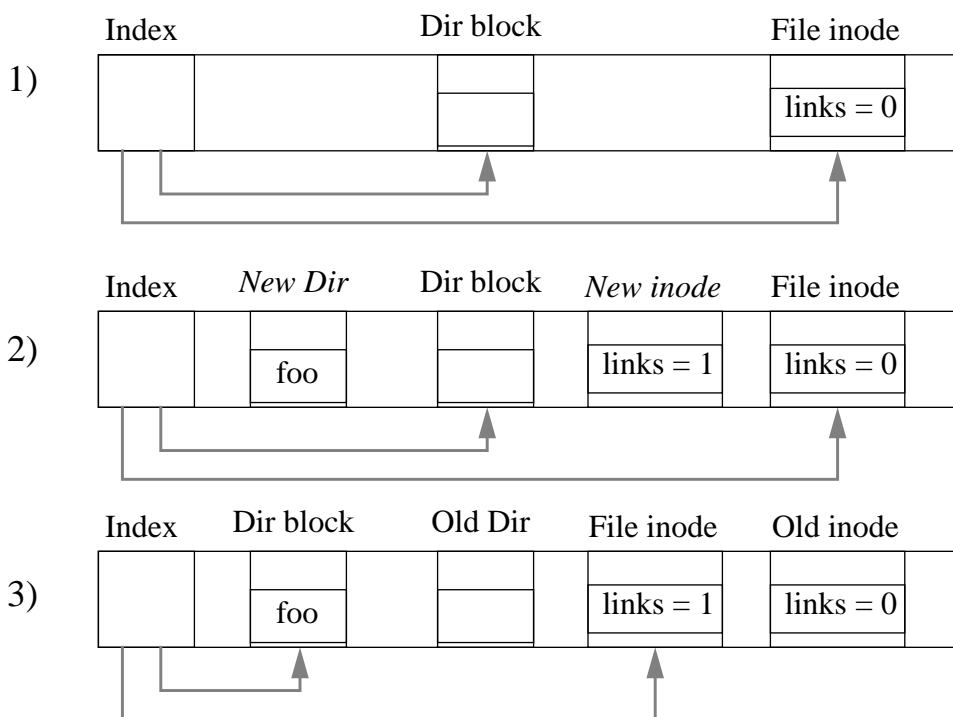 Index Dir block File inode
1)
links = 0
Index New Dir Dir block New inode File inode
2)
foo links = 1 links = 0
Index Dir block Old Dir File inode Old inode
3)
foo links = 1 links = 0